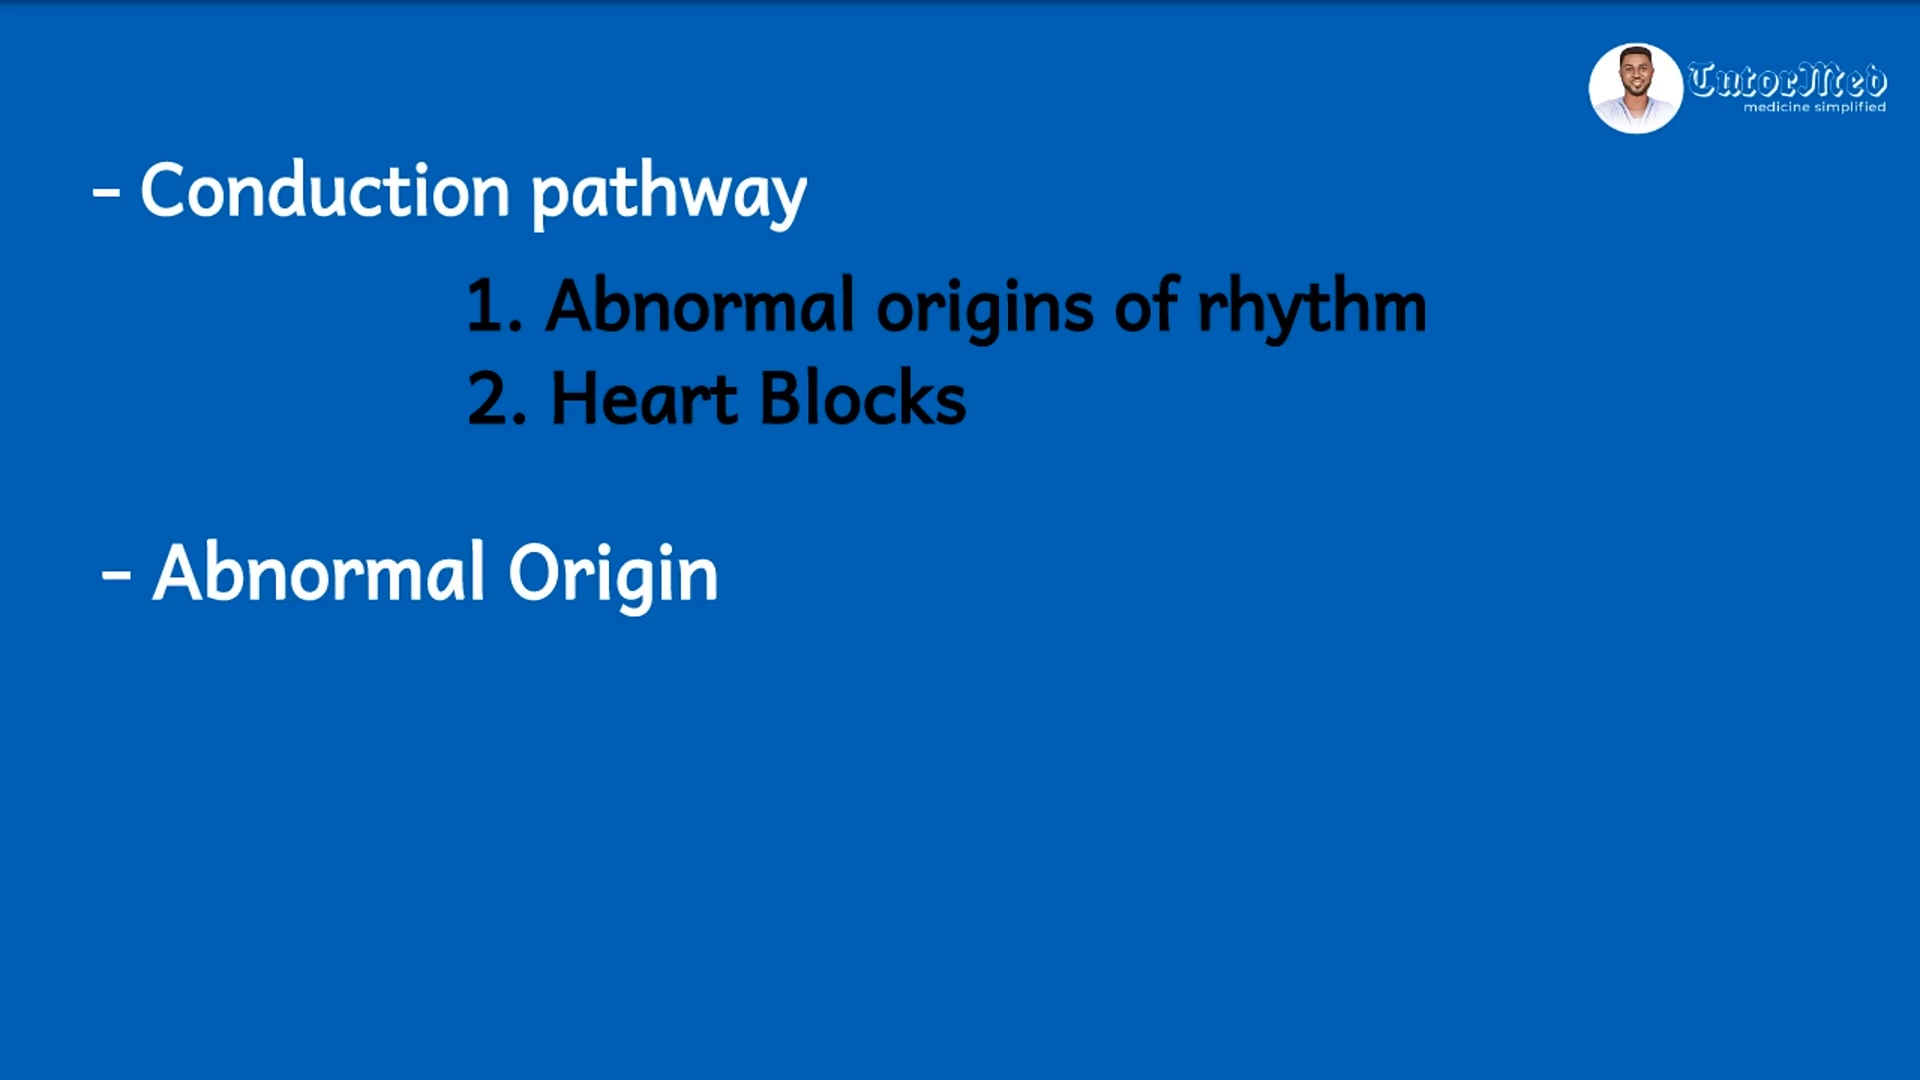 TutorMed
medicine simplified
- Conduction pathway
1. Abnormal origins of rhythm
2. Heart Blocks
- Abnormal Origin